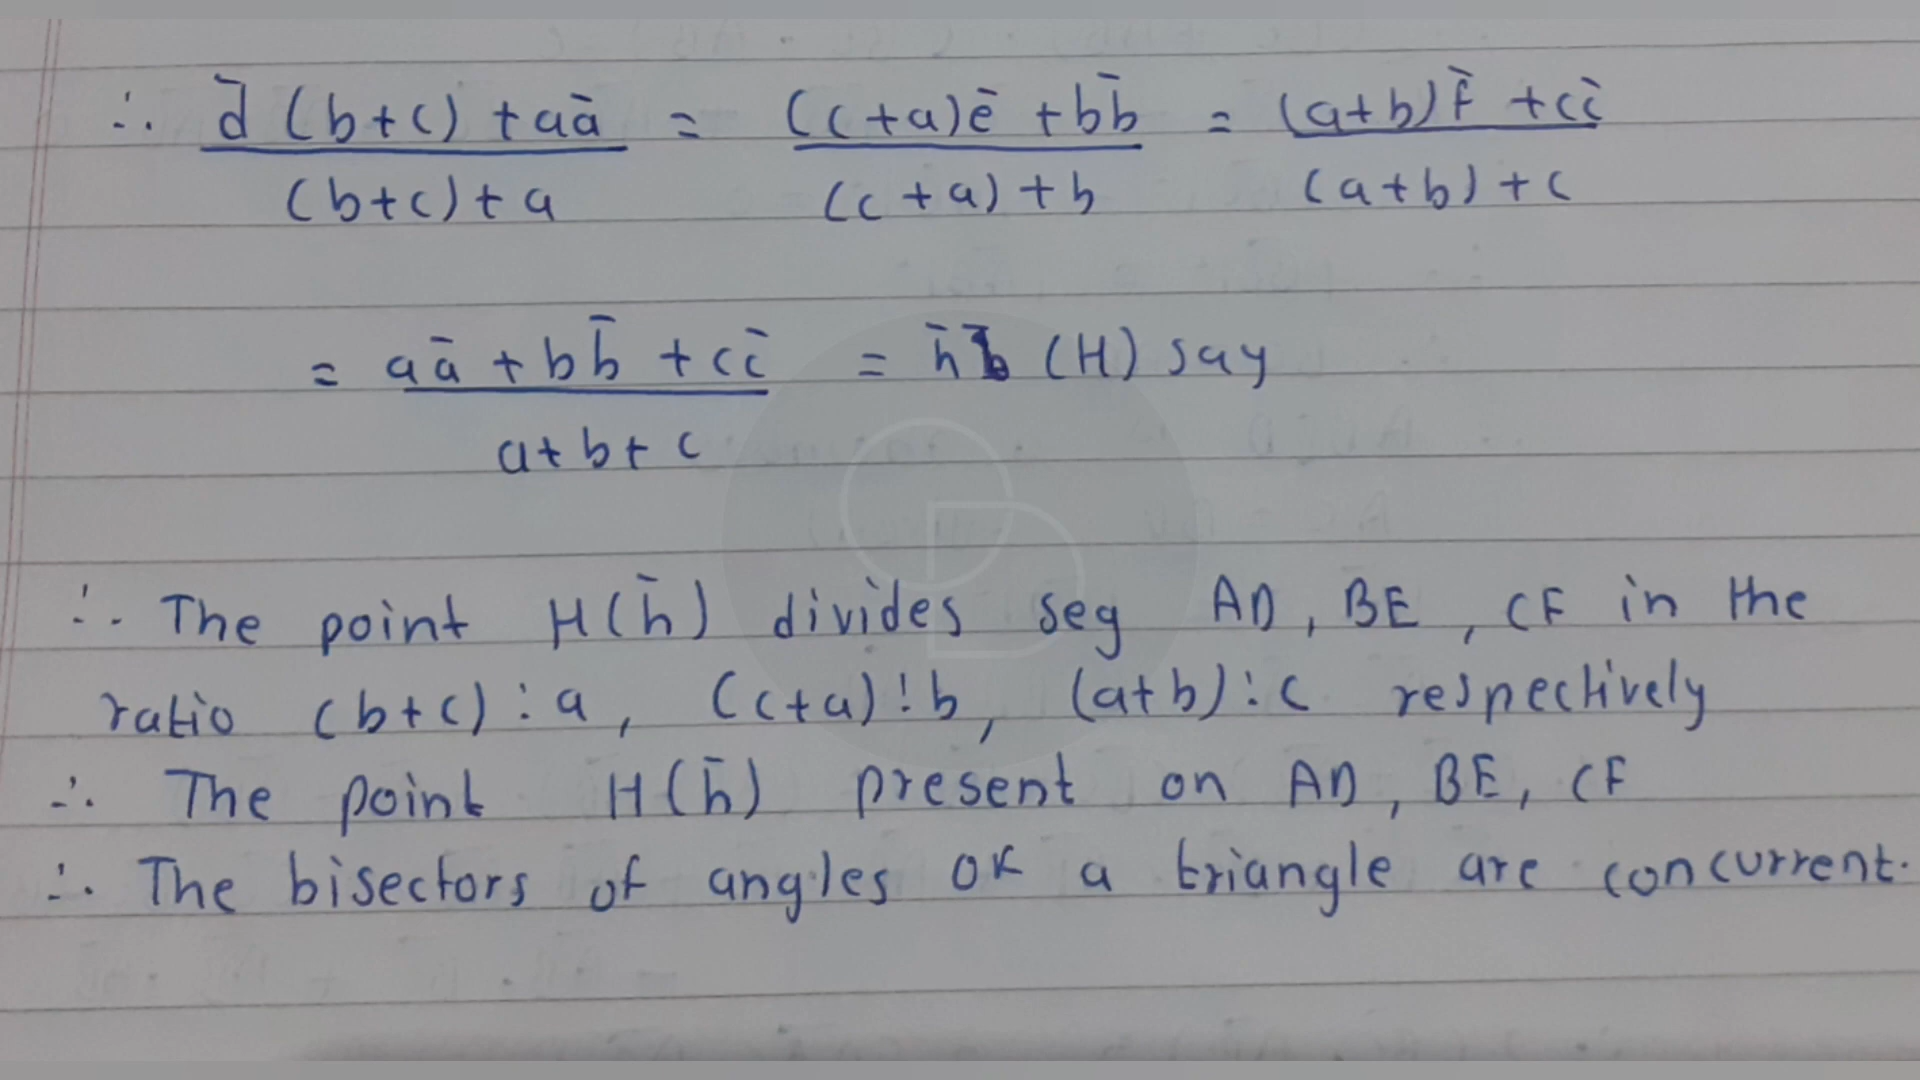 ∴ d̄ (b+c) + aā = (c+a)ē + bb̄ = (a+b)f̄ + cc̄
(b+c)+a (c+a)+b (a+b)+c
= aā + bb̄ + cc̄ = h̄ (H) say
a+b+c
∴ The point H(h̄) divides seg AD, BE, CF in the
ratio (b+c):a, (c+a):b, (a+b):c respectively
∴ The point H(h̄) present on AD, BE, CF
∴ The bisectors of angles of a triangle are concurrent.